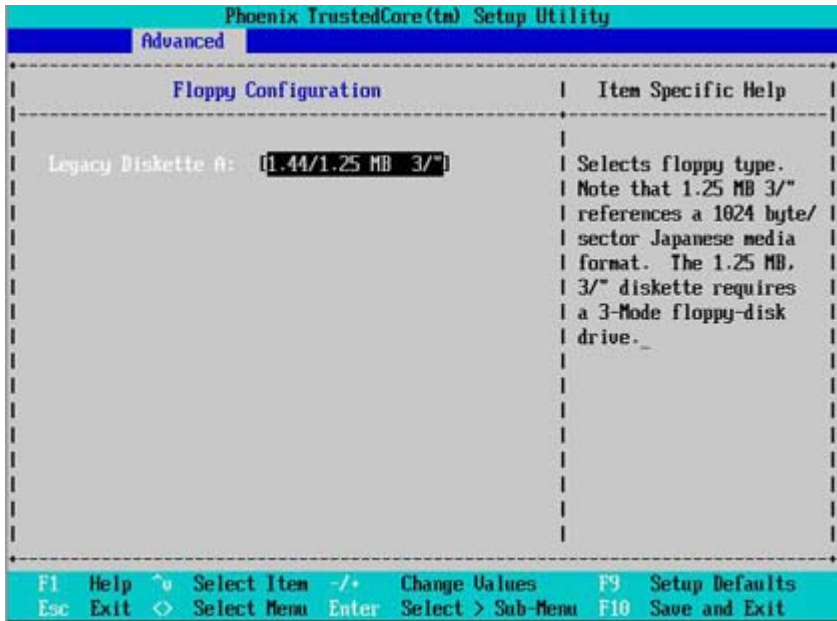 Phoenix TrustedCore(tm) Setup Utility
Advanced
Floppy Configuration
Item Specific Help
Legacy Diskette A: [1.44/1.25 MB 3/"]
Selects floppy type.
Note that 1.25 MB 3/"
references a 1024 byte/
sector Japanese media
format. The 1.25 MB,
3/" diskette requires
a 3-Mode floppy-disk
drive._
F1 Help ^v Select Item -/+ Change Values F9 Setup Defaults
Esc Exit <> Select Menu Enter Select > Sub-Menu F10 Save and Exit